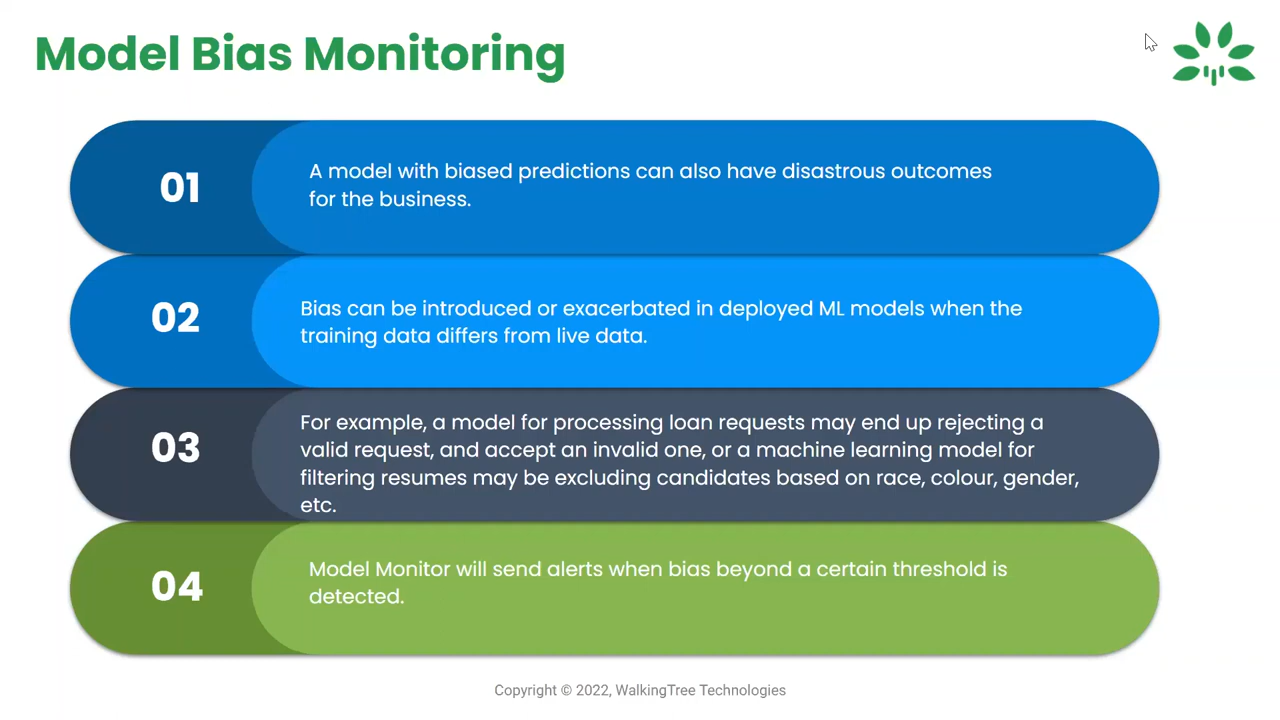 Model Bias Monitoring
01
A model with biased predictions can also have disastrous outcomes
for the business.
02
Bias can be introduced or exacerbated in deployed ML models when the
training data differs from live data.
03
For example, a model for processing loan requests may end up rejecting a
valid request, and accept an invalid one, or a machine learning model for
filtering resumes may be excluding candidates based on race, colour, gender,
etc.
04
Model Monitor will send alerts when bias beyond a certain threshold is
detected.
Copyright © 2022, WalkingTree Technologies